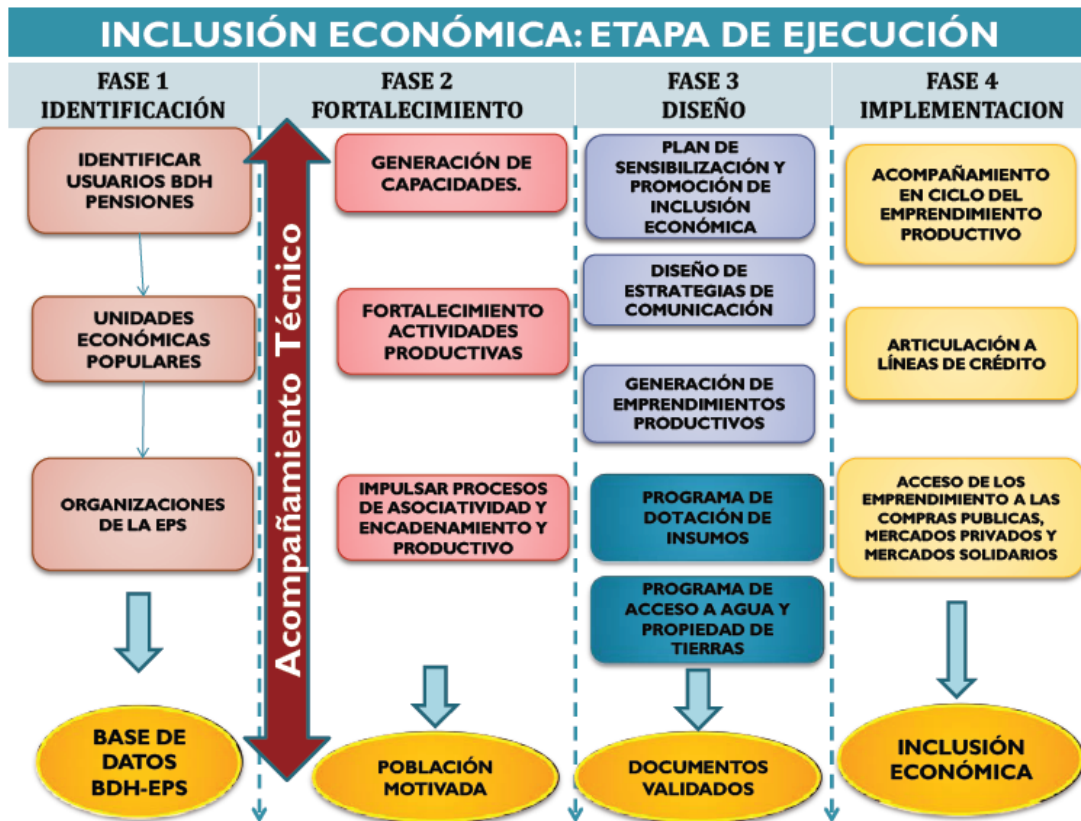 INCLUSIÓN ECONÓMICA: ETAPA DE EJECUCIÓN
FASE 1
IDENTIFICACIÓN
FASE 2
FORTALECIMIENTO
FASE 3
DISEÑO
FASE 4
IMPLEMENTACION
IDENTIFICAR
USUARIOS BDH
PENSIONES
UNIDADES
ECONÓMICAS
POPULARES
ORGANIZACIONES
DE LA EPS
BASE DE
DATOS
BDH-EPS
Acompañamiento Técnico
GENERACIÓN DE
CAPACIDADES.
FORTALECIMIENTO
ACTIVIDADES
PRODUCTIVAS
IMPULSAR PROCESOS
DE ASOCIATIVIDAD Y
ENCADENAMIENTO Y
PRODUCTIVO
POBLACIÓN
MOTIVADA
PLAN DE
SENSIBILIZACIÓN Y
PROMOCIÓN DE
INCLUSIÓN
ECONÓMICA
DISEÑO DE
ESTRATEGIAS DE
COMUNICACIÓN
GENERACIÓN DE
EMPRENDIMIENTOS
PRODUCTIVOS
PROGRAMA DE
DOTACIÓN DE
INSUMOS
PROGRAMA DE
ACCESO A AGUA Y
PROPIEDAD DE
TIERRAS
DOCUMENTOS
VALIDADOS
ACOMPAÑAMIENTO
EN CICLO DEL
EMPRENDIMIENTO
PRODUCTIVO
ARTICULACIÓN A
LÍNEAS DE CRÉDITO
ACCESO DE LOS
EMPRENDIMIENTO A LAS
COMPRAS PUBLICAS,
MERCADOS PRIVADOS Y
MERCADOS SOLIDARIOS
INCLUSIÓN
ECONÓMICA